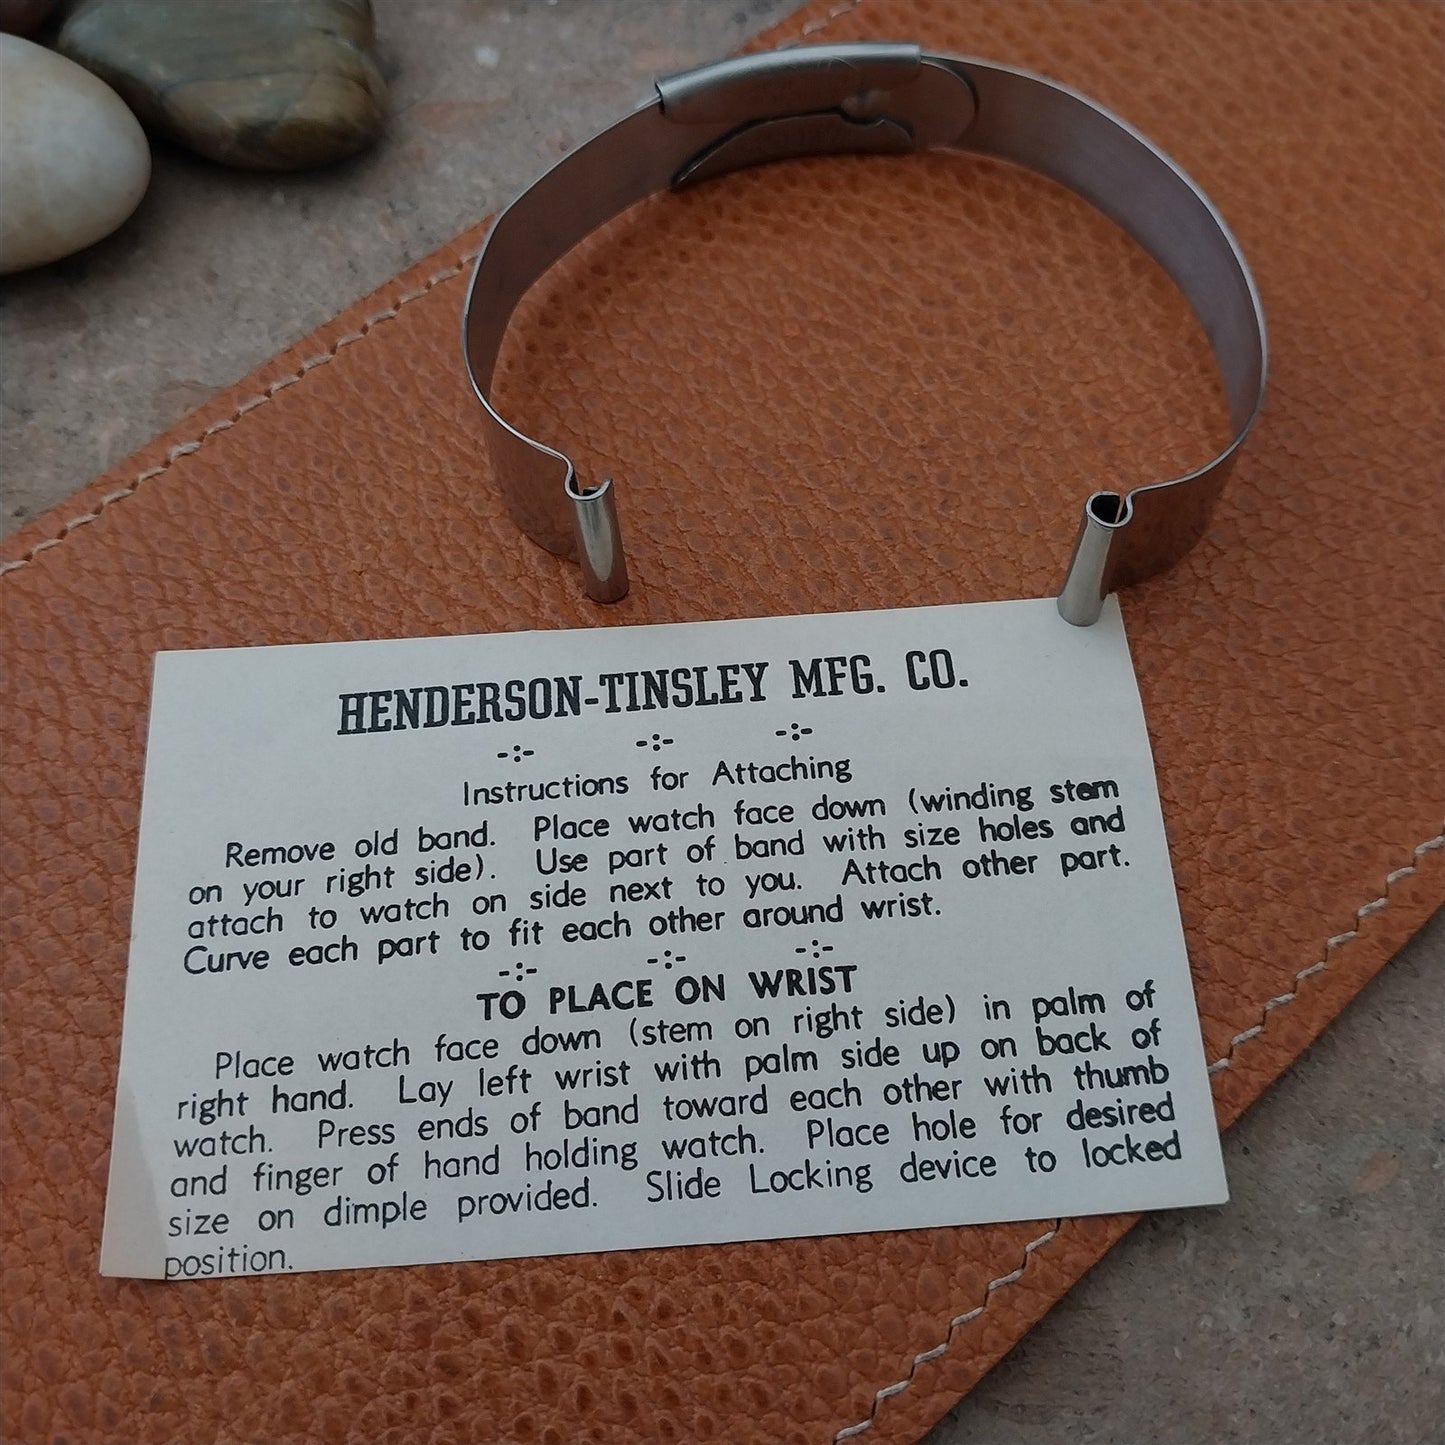 HENDERSON-TINSLEY MFG. CO.
-:- -:- -:-
Instructions for Attaching
Remove old band. Place watch face down (winding stem
on your right side). Use part of band with size holes and
attach to watch on side next to you. Attach other part.
Curve each part to fit each other around wrist.
-:- -:- -:-
TO PLACE ON WRIST
Place watch face down (stem on right side) in palm of
right hand. Lay left wrist with palm side up on back of
watch. Press ends of band toward each other with thumb
and finger of hand holding watch. Place hole for desired
size on dimple provided. Slide Locking device to locked
position.